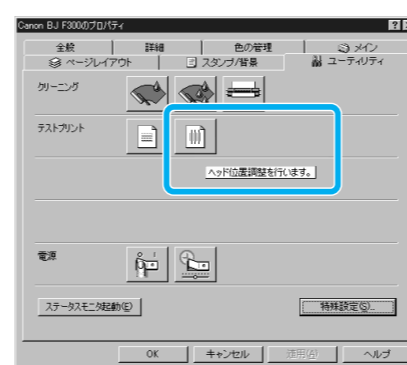 Canon BJ F300のプロパティ
全般 詳細 色の管理 メイン
ページレイアウト スタンプ/背景 ユーティリティ
クリーニング
テストプリント
ヘッド位置調整を行います。
電源
ステータスモニタ起動(E) 特殊設定(S)...
OK キャンセル 適用(A) ヘルプ